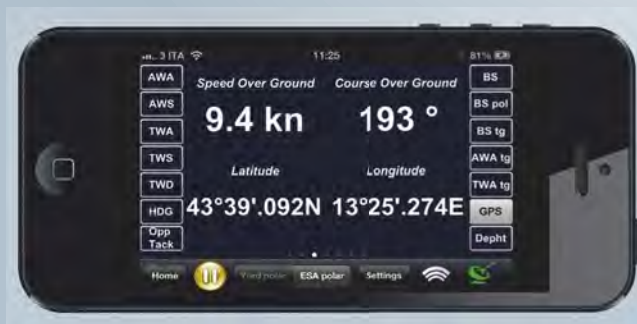 3 ITA 11:25 81%
AWA
AWS
TWA
TWS
TWD
HDG
Opp
Tack
Speed Over Ground Course Over Ground
9.4 kn 193 °
Latitude Longitude
43°39'.092N 13°25'.274E
BS
BS pol
BS tg
AWA tg
TWA tg
GPS
Depht
Home Yard polar ESA polar Settings